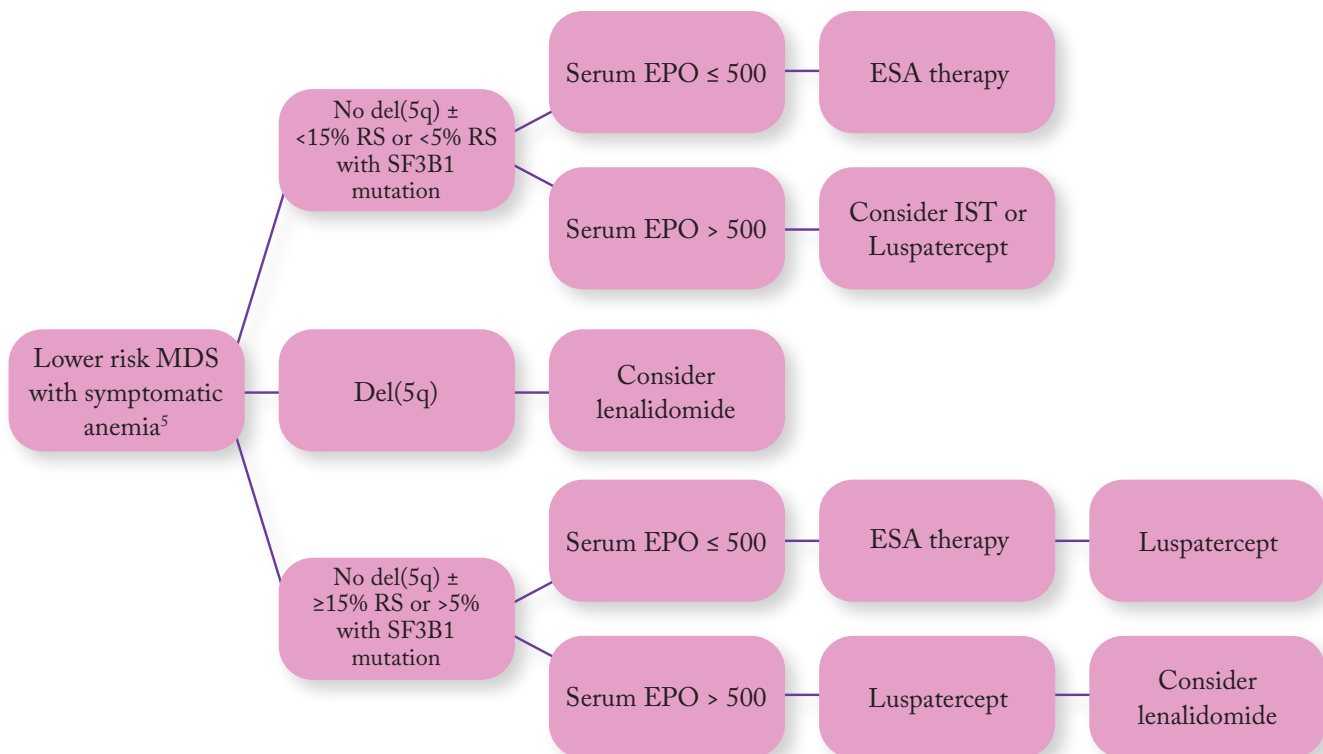 Serum EPO ≤ 500
ESA therapy
No del(5q) ±
<15% RS or <5% RS
with SF3B1
mutation
Serum EPO > 500
Consider IST or
Luspatercept
Lower risk MDS
with symptomatic
anemia⁵
Del(5q)
Consider
lenalidomide
No del(5q) ±
≥15% RS or >5%
with SF3B1
mutation
Serum EPO ≤ 500
ESA therapy
Luspatercept
Serum EPO > 500
Luspatercept
Consider
lenalidomide